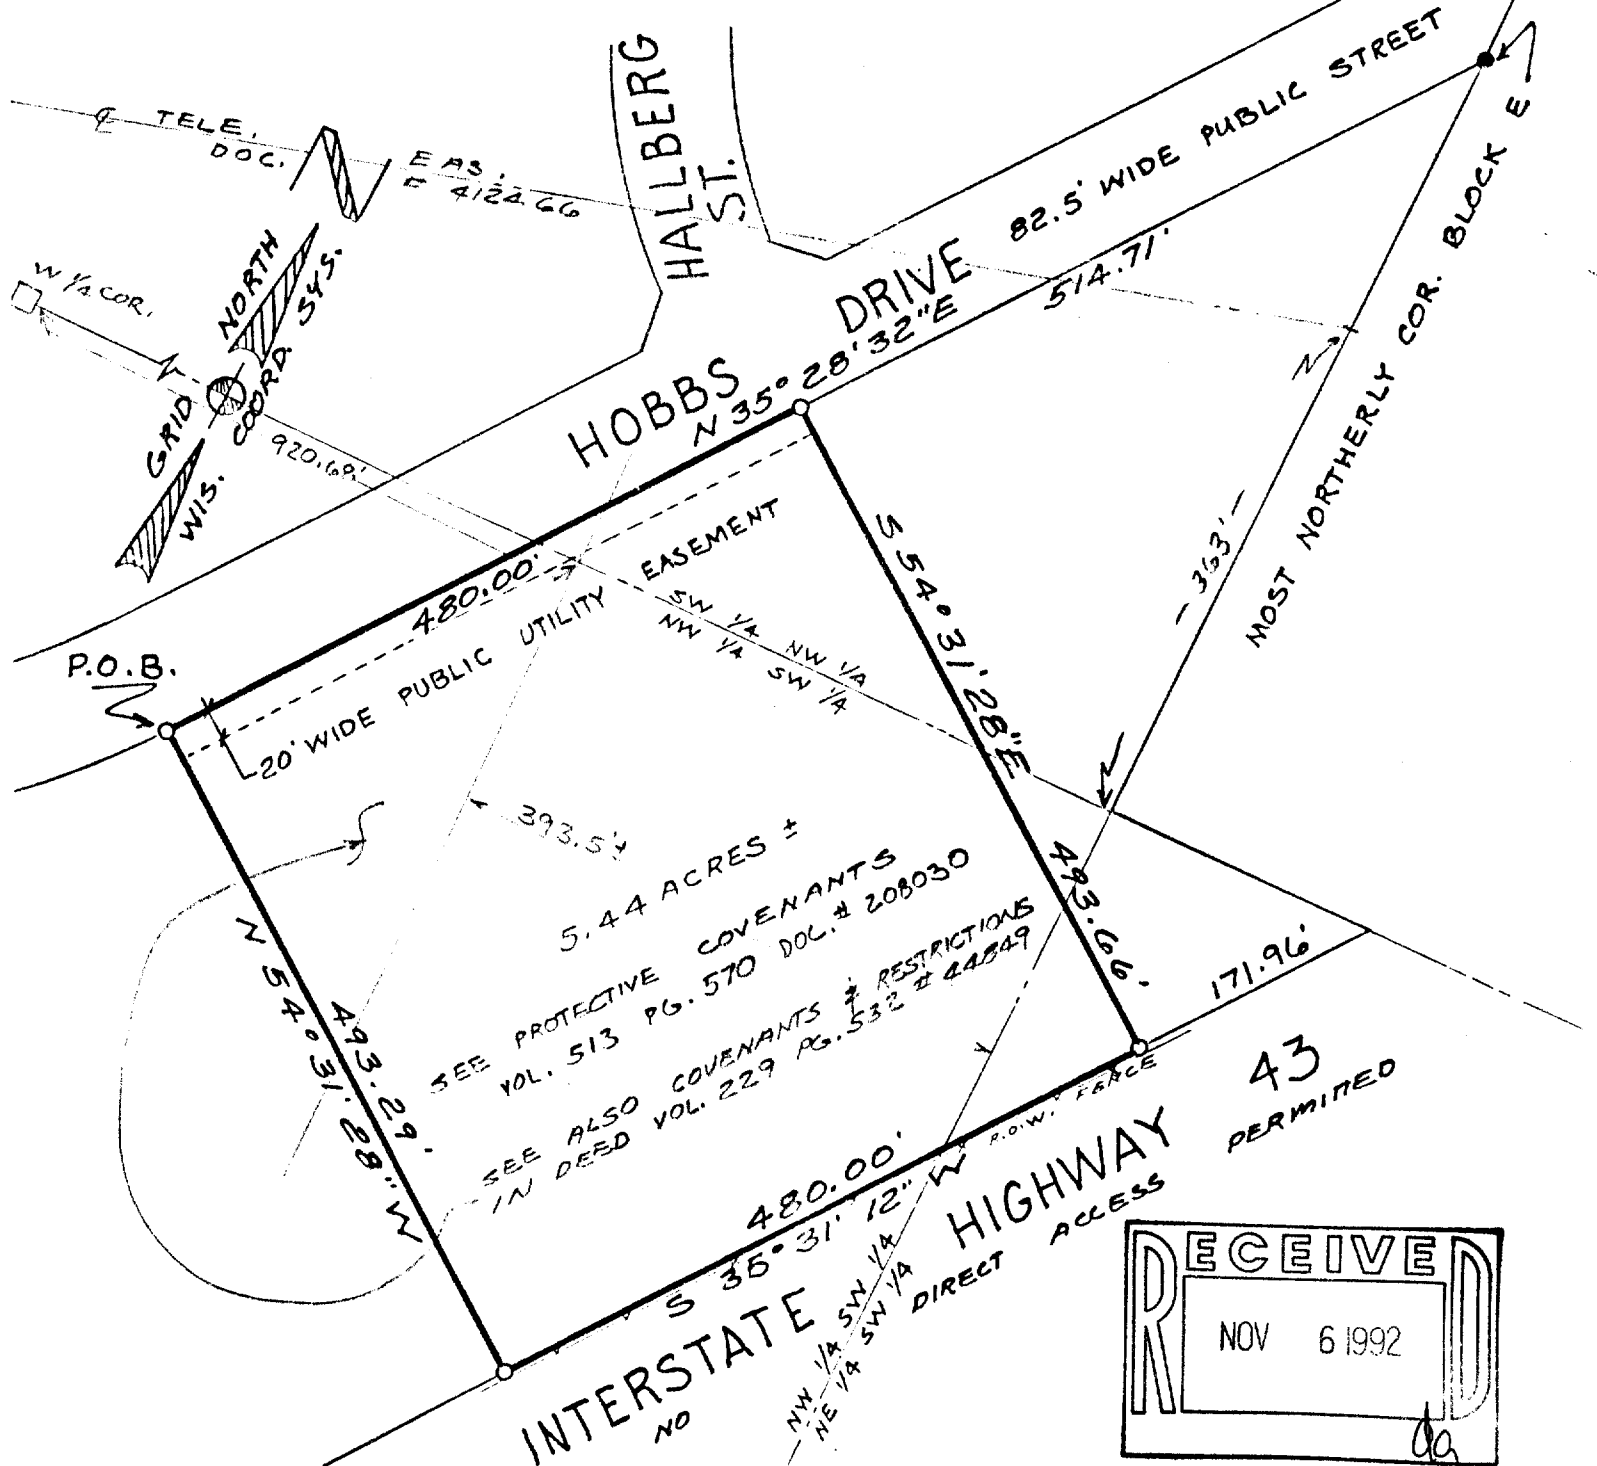 HALLBERG
ST.
82.5' WIDE PUBLIC STREET
℄ TELE. EAS.
DOC. # 4124.66
W 1/4 COR.
GRID NORTH
WIS. COORD. SYS.
920.69'
HOBBS DRIVE
N 35° 28' 32" E
514.71'
MOST NORTHERLY COR. BLOCK E
- 363' -
480.00'
20' WIDE PUBLIC UTILITY EASEMENT
P.O.B.
SW 1/4 NW 1/4
NW 1/4 SW 1/4
S 54° 31' 28" E
493.66'
393.5'±
5.44 ACRES ±
SEE PROTECTIVE COVENANTS
VOL. 513 PG. 570 DOC. # 208030
SEE ALSO COVENANTS & RESTRICTIONS
IN DEED VOL. 229 PG. 532 # 44849
493.29'
N 54° 31' 28" W
171.96'
480.00'
S 35° 31' 12" W
R.O.W. FENCE
INTERSTATE HIGHWAY 43
NO DIRECT ACCESS PERMITTED
NW 1/4 SW 1/4
NE 1/4 SW 1/4
RECEIVED
NOV 6 1992